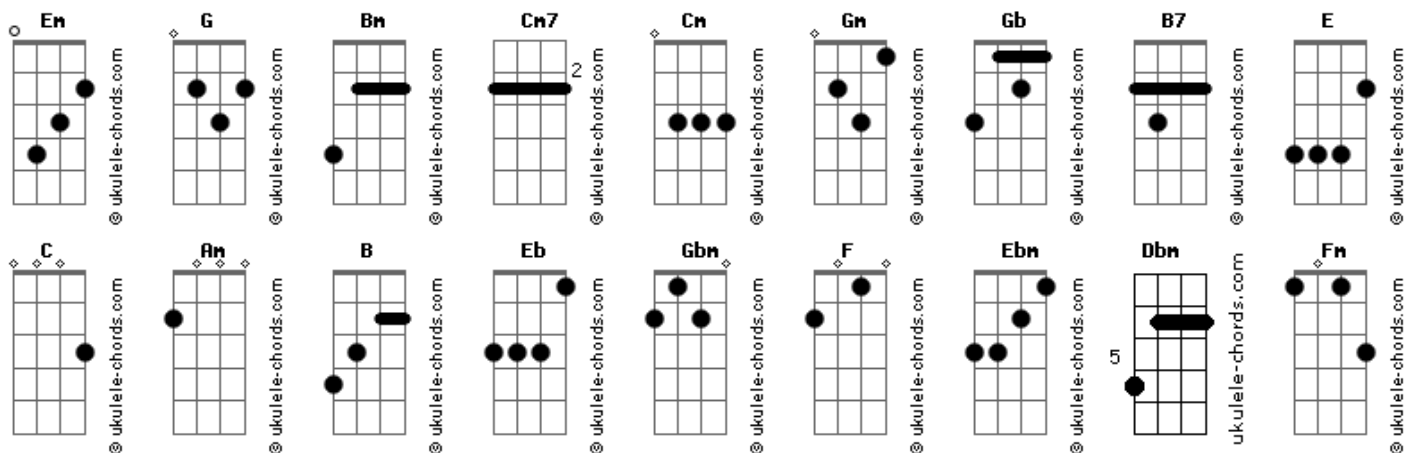 Em G Bm Cm7 Cm Gm Gb B7 E
2
© ukulele-chords.com © ukulele-chords.com © ukulele-chords.com © ukulele-chords.com © ukulele-chords.com © ukulele-chords.com © ukulele-chords.com © ukulele-chords.com © ukulele-chords.com
C Am B Eb Gbm F Ebm Dbm Fm
5
© ukulele-chords.com © ukulele-chords.com © ukulele-chords.com © ukulele-chords.com © ukulele-chords.com © ukulele-chords.com © ukulele-chords.com ukulele-chords.com © ukulele-chords.com